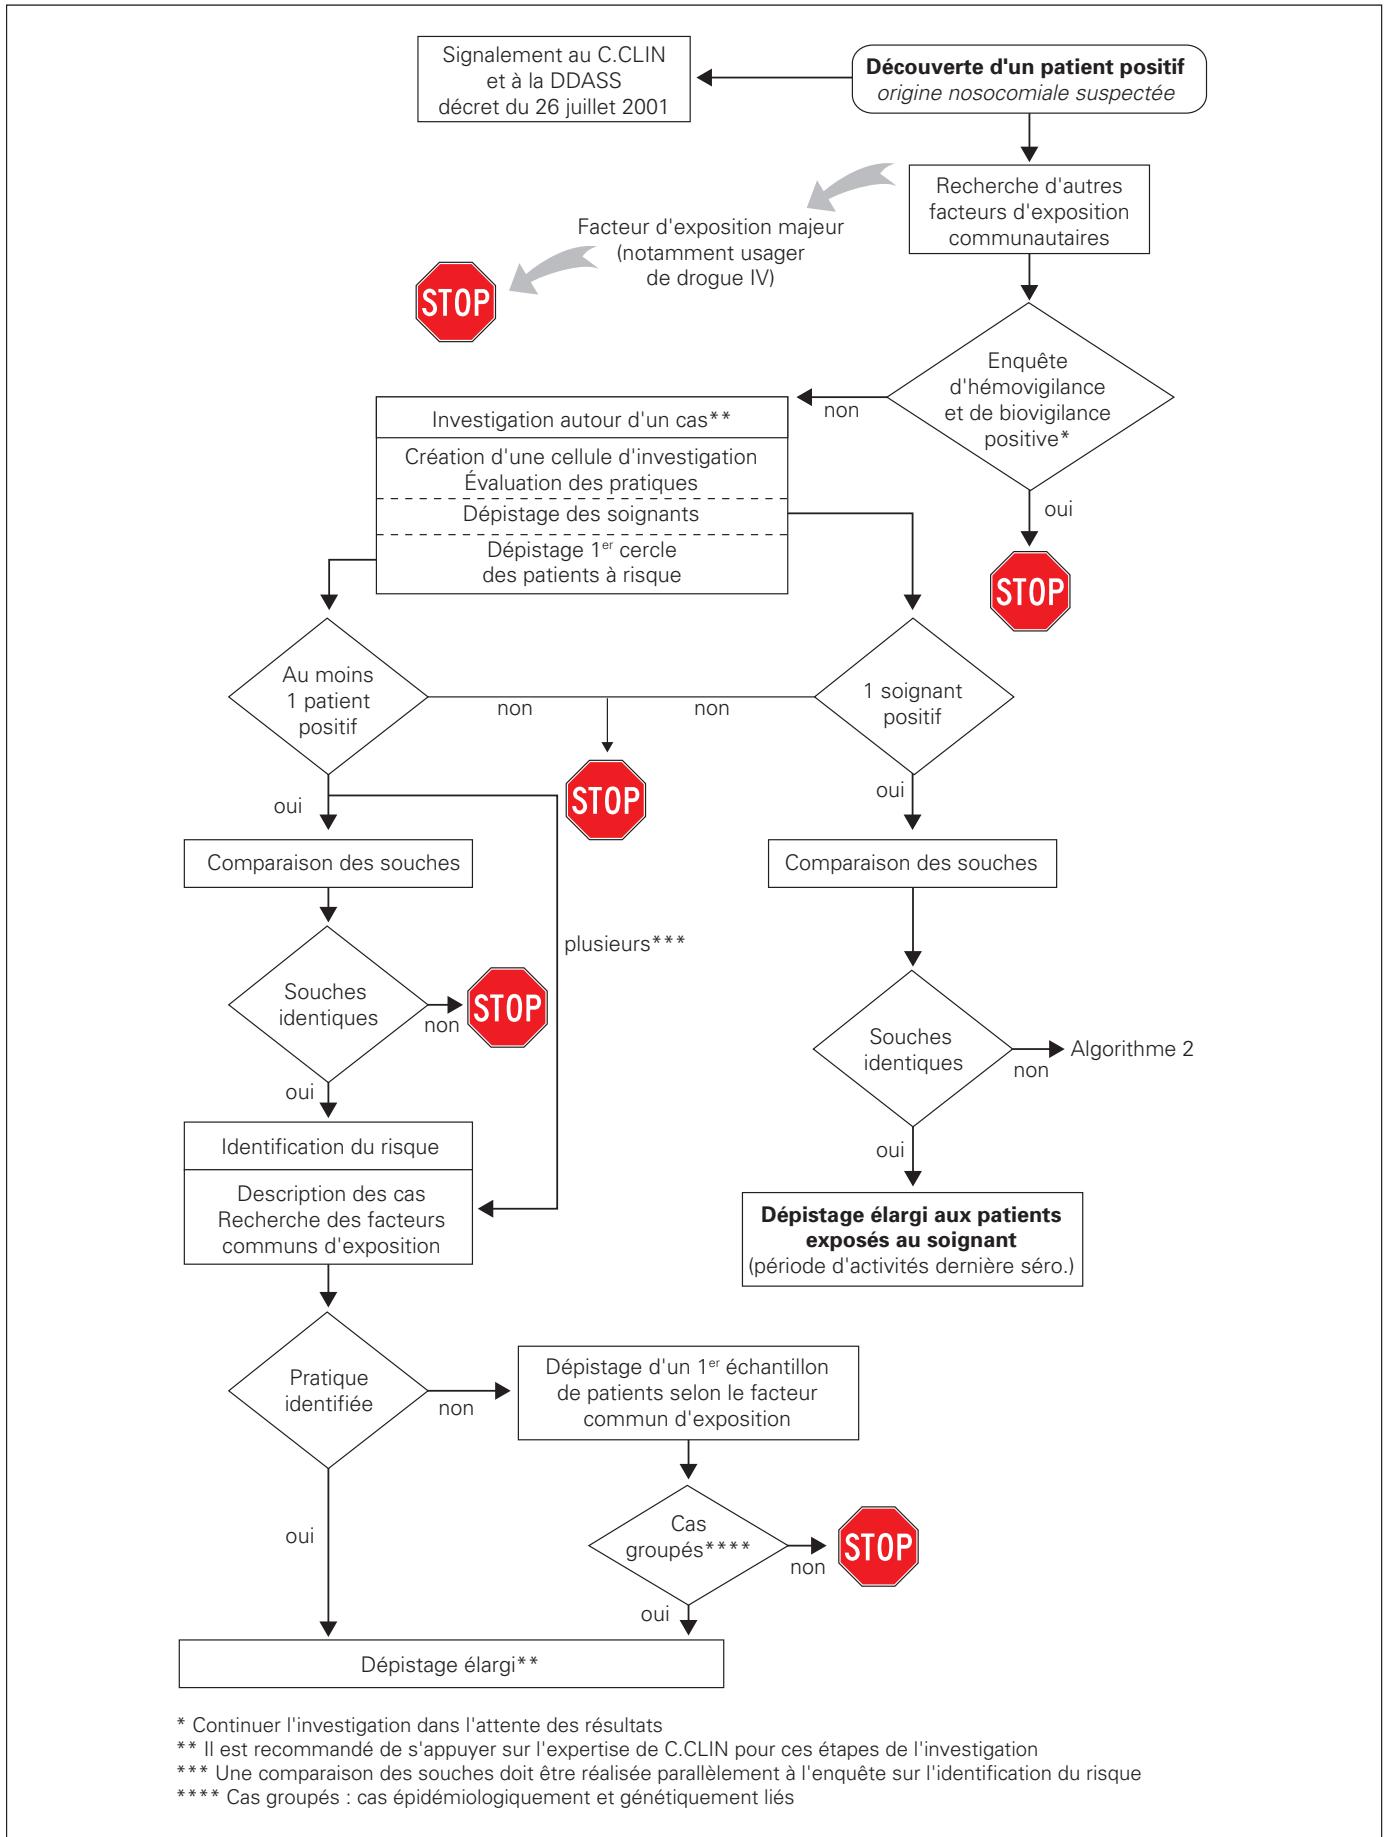 Signalement au C.CLIN
et à la DDASS
décret du 26 juillet 2001
Découverte d'un patient positif
origine nosocomiale suspectée
Recherche d'autres
facteurs d'exposition
communautaires
Facteur d'exposition majeur
(notamment usager
de drogue IV)
STOP
Enquête
d'hémovigilance
et de biovigilance
positive*
non
oui
STOP
Investigation autour d'un cas**
Création d'une cellule d'investigation
Évaluation des pratiques
Dépistage des soignants
Dépistage 1er cercle
des patients à risque
Au moins
1 patient
positif
non
non
1 soignant
positif
STOP
oui
oui
Comparaison des souches
Comparaison des souches
plusieurs***
Souches
identiques
non
STOP
oui
Souches
identiques
non
Algorithme 2
oui
Identification du risque
Description des cas
Recherche des facteurs
communs d'exposition
Dépistage élargi aux patients
exposés au soignant
(période d'activités dernière séro.)
Pratique
identifiée
non
oui
Dépistage d'un 1er échantillon
de patients selon le facteur
commun d'exposition
Cas
groupés****
non
STOP
oui
Dépistage élargi**
* Continuer l'investigation dans l'attente des résultats
** Il est recommandé de s'appuyer sur l'expertise de C.CLIN pour ces étapes de l'investigation
*** Une comparaison des souches doit être réalisée parallèlement à l'enquête sur l'identification du risque
**** Cas groupés : cas épidémiologiquement et génétiquement liés